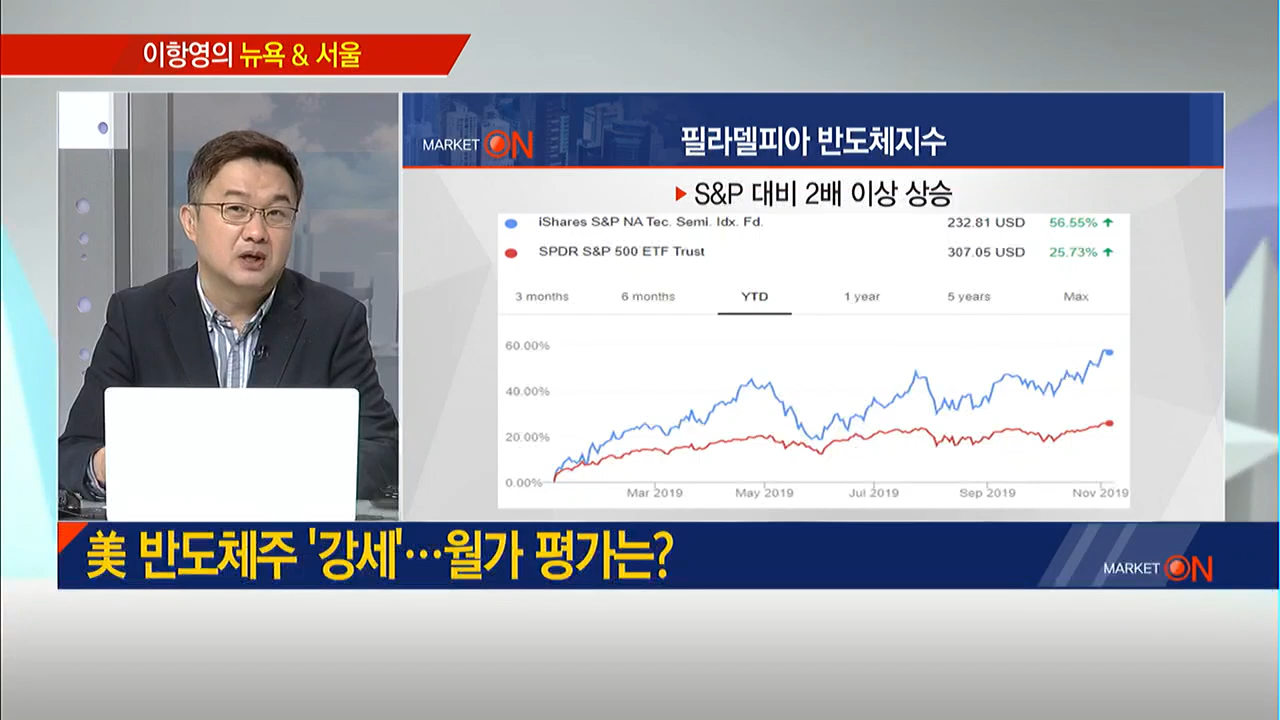 이항영의 뉴욕 & 서울
MARKET ON
필라델피아 반도체지수
S&P 대비 2배 이상 상승
iShares S&P NA Tec. Semi. Idx. Fd. 232.81 USD 56.55% ↑
SPDR S&P 500 ETF Trust 307.05 USD 25.73% ↑
3 months 6 months YTD 1 year 5 years Max
60.00%
40.00%
20.00%
0.00%
Mar 2019 May 2019 Jul 2019 Sep 2019 Nov 2019
美 반도체주 '강세'…월가 평가는?
MARKET ON